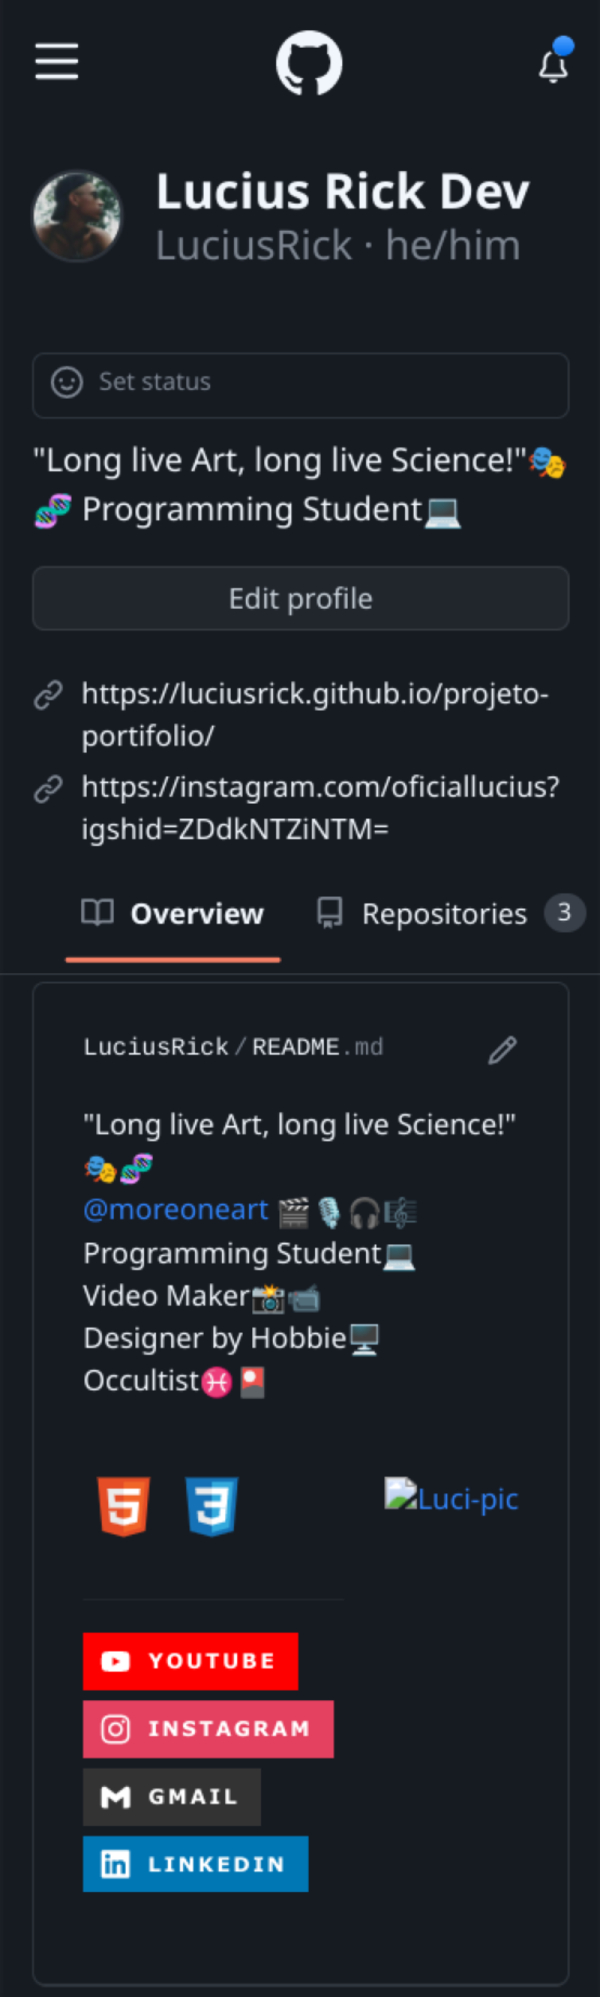 Lucius Rick Dev
LuciusRick · he/him
Set status
"Long live Art, long live Science!"🎭
🧬 Programming Student💻
Edit profile
https://luciusrick.github.io/projeto-
portifolio/
https://instagram.com/oficiallucius?
igshid=ZDdkNTZiNTM=
Overview
Repositories 3
LuciusRick/README.md
"Long live Art, long live Science!"
🎭🧬
@moreoneart 🎬🎙️🎧🎼
Programming Student💻
Video Maker📸📹
Designer by Hobbie🖥️
Occultist♓🎴
5 3 Luci-pic
YOUTUBE
INSTAGRAM
GMAIL
LINKEDIN